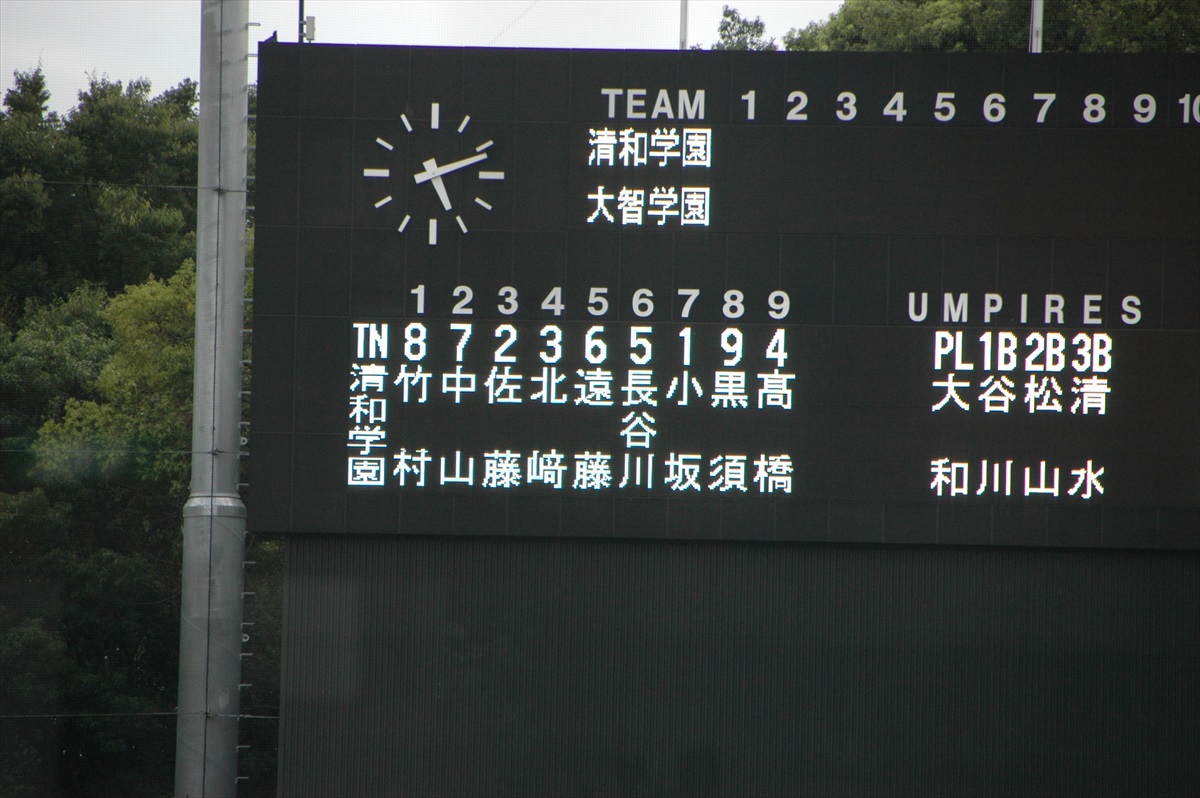 TEAM 1 2 3 4 5 6 7 8 9 10
清和学園
大智学園
1 2 3 4 5 6 7 8 9
UMPIRES
TN 8 7 2 3 6 5 1 9 4
PL 1B 2B 3B
清和学園
竹村
中山
佐藤
北﨑
遠藤
長谷川
小坂
黒須
髙橋
大和
谷川
松山
清水